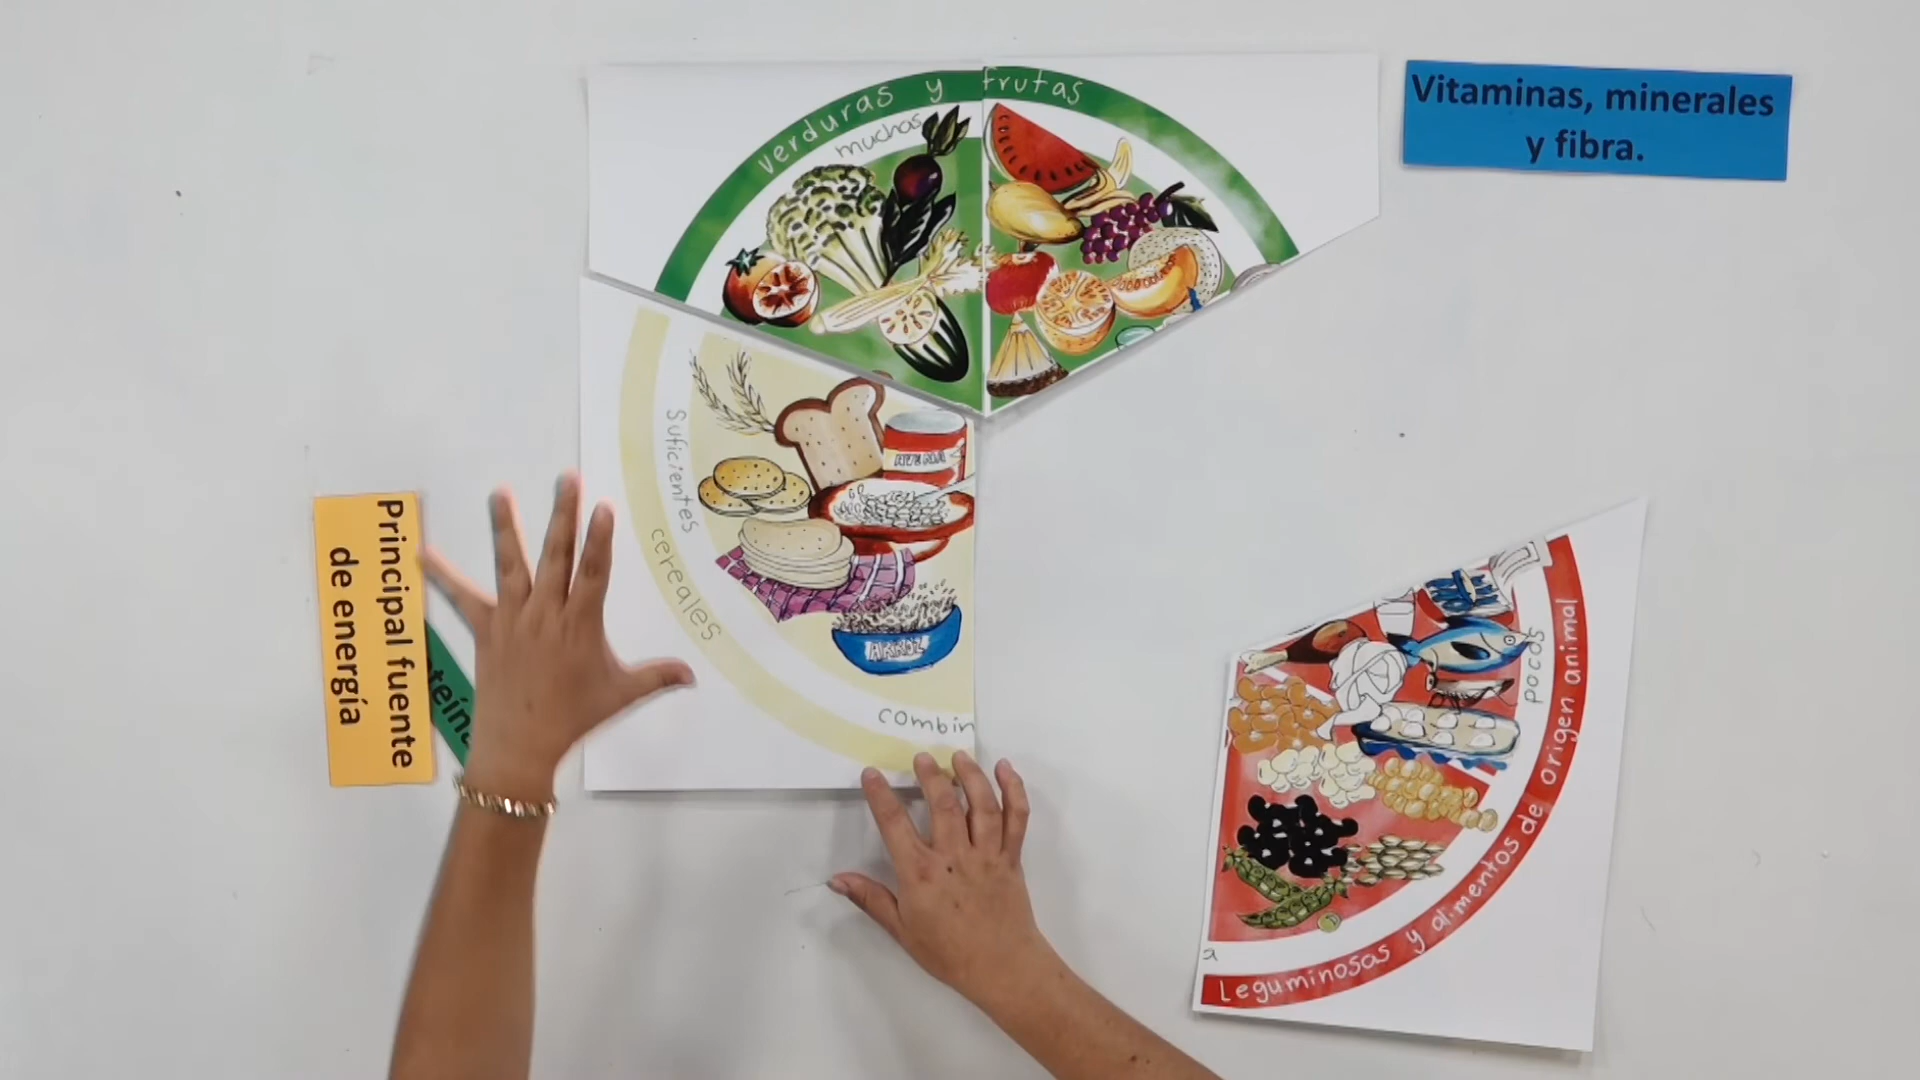 verduras y frutas
muchas
Vitaminas, minerales
y fibra.
Principal fuente
de energía
Suficientes
cereales
AVENA
ARROZ
combin
pocos
Leguminosas y alimentos de origen animal
a